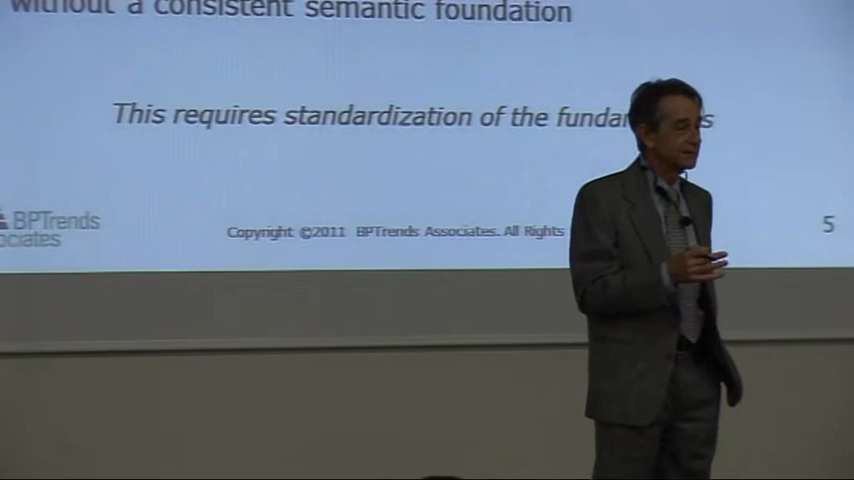 without a consistent semantic foundation
This requires standardization of the fundam s
BPTrends
ociates
Copyright ©2011 BPTrends Associates. All Rights
5